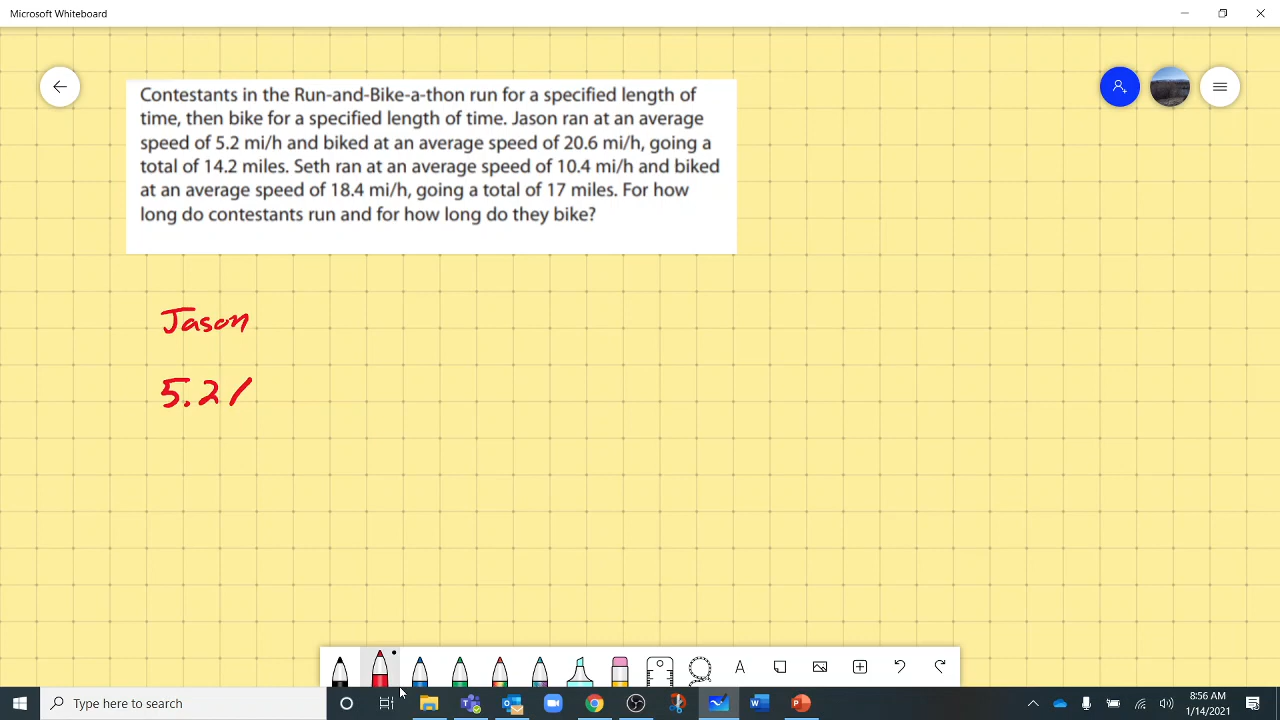 Microsoft Whiteboard
Contestants in the Run-and-Bike-a-thon run for a specified length of
time, then bike for a specified length of time. Jason ran at an average
speed of 5.2 mi/h and biked at an average speed of 20.6 mi/h, going a
total of 14.2 miles. Seth ran at an average speed of 10.4 mi/h and biked
at an average speed of 18.4 mi/h, going a total of 17 miles. For how
long do contestants run and for how long do they bike?
Jason
5.2/
A
Type here to search
8:56 AM
1/14/2021